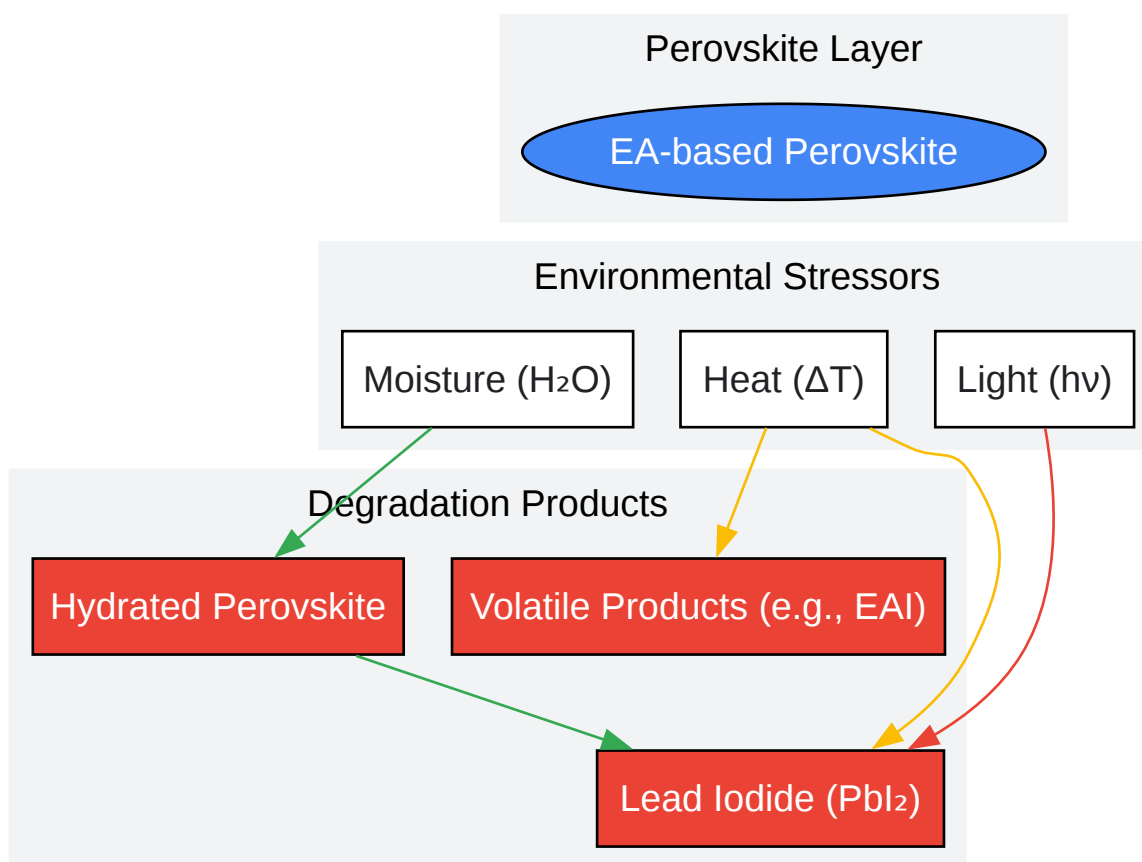 Perovskite Layer
EA-based Perovskite
Environmental Stressors
Moisture (H₂O)
Heat (ΔT)
Light (hν)
Degradation Products
Hydrated Perovskite
Volatile Products (e.g., EAI)
Lead Iodide (PbI₂)